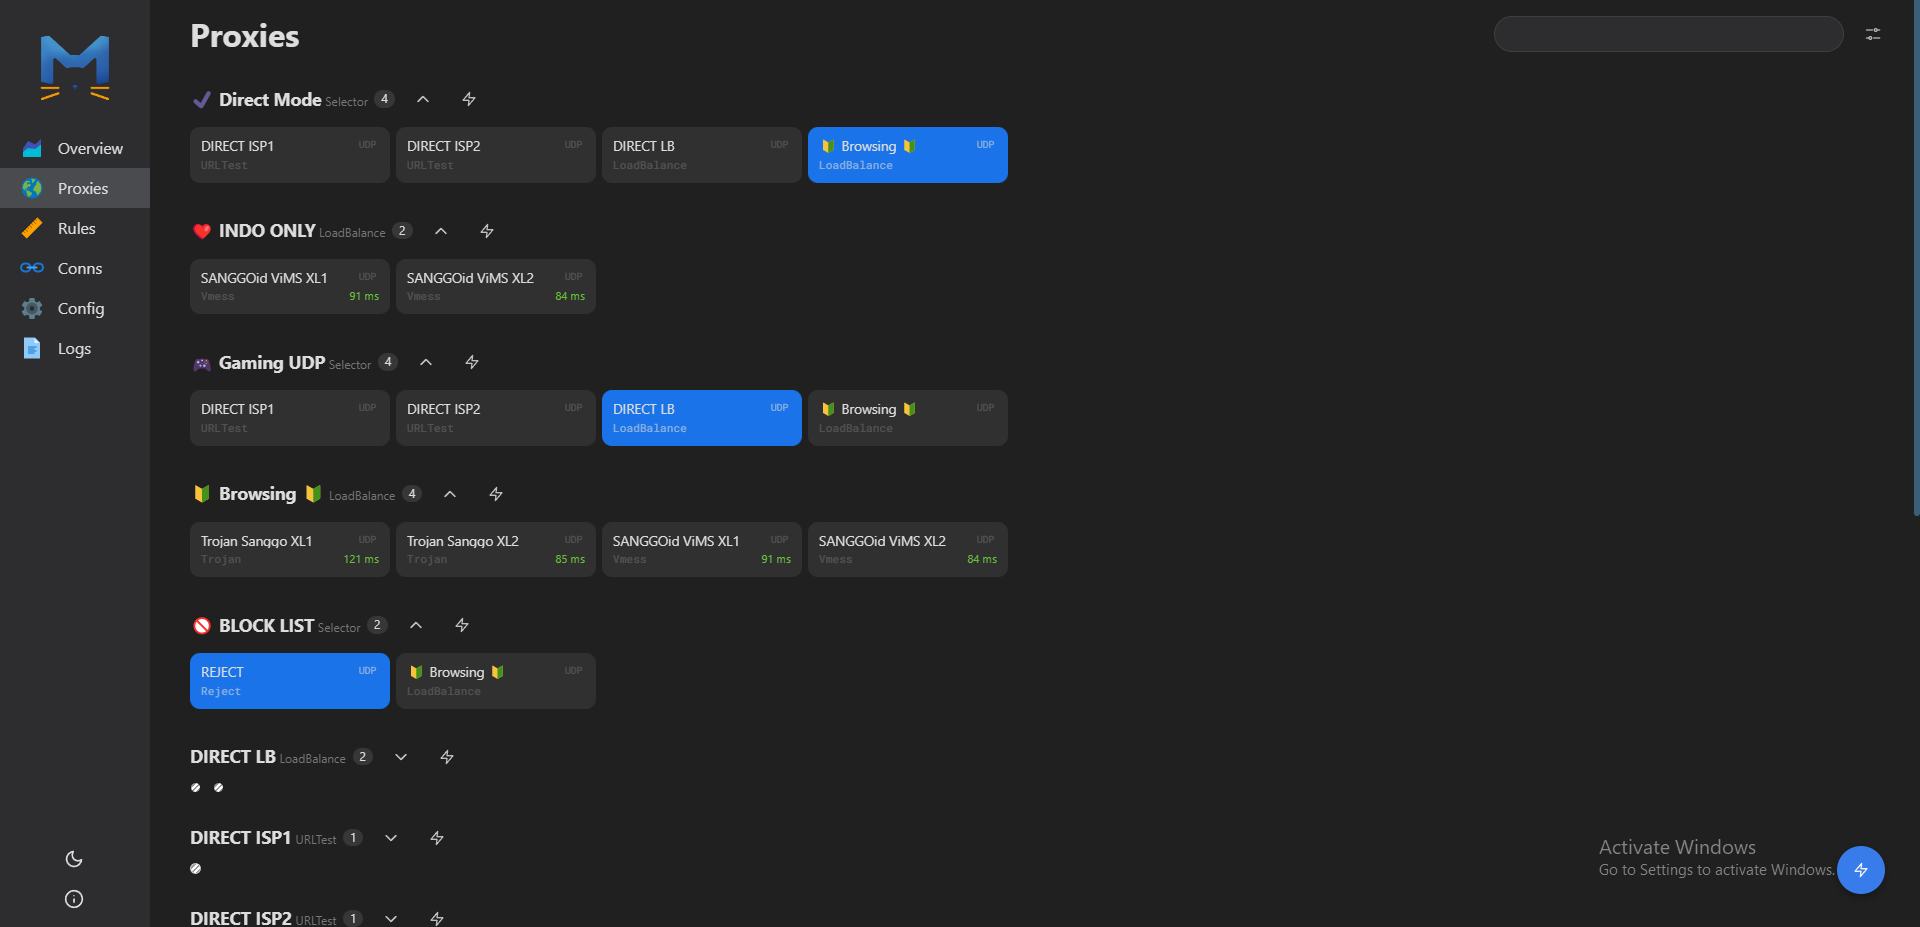 Proxies
Overview
Proxies
Rules
Conns
Config
Logs
Direct Mode Selector 4
DIRECT ISP1 UDP
URLTest
DIRECT ISP2 UDP
URLTest
DIRECT LB UDP
LoadBalance
Browsing UDP
LoadBalance
INDO ONLY LoadBalance 2
SANGGOid ViMS XL1 UDP
Vmess 91 ms
SANGGOid ViMS XL2 UDP
Vmess 84 ms
Gaming UDP Selector 4
DIRECT ISP1 UDP
URLTest
DIRECT ISP2 UDP
URLTest
DIRECT LB UDP
LoadBalance
Browsing UDP
LoadBalance
Browsing LoadBalance 4
Trojan Sanggo XL1 UDP
Trojan 121 ms
Trojan Sanggo XL2 UDP
Trojan 85 ms
SANGGOid ViMS XL1 UDP
Vmess 91 ms
SANGGOid ViMS XL2 UDP
Vmess 84 ms
BLOCK LIST Selector 2
REJECT UDP
Reject
Browsing UDP
LoadBalance
DIRECT LB LoadBalance 2
DIRECT ISP1 URLTest 1
DIRECT ISP2 URLTest 1
Activate Windows
Go to Settings to activate Windows.